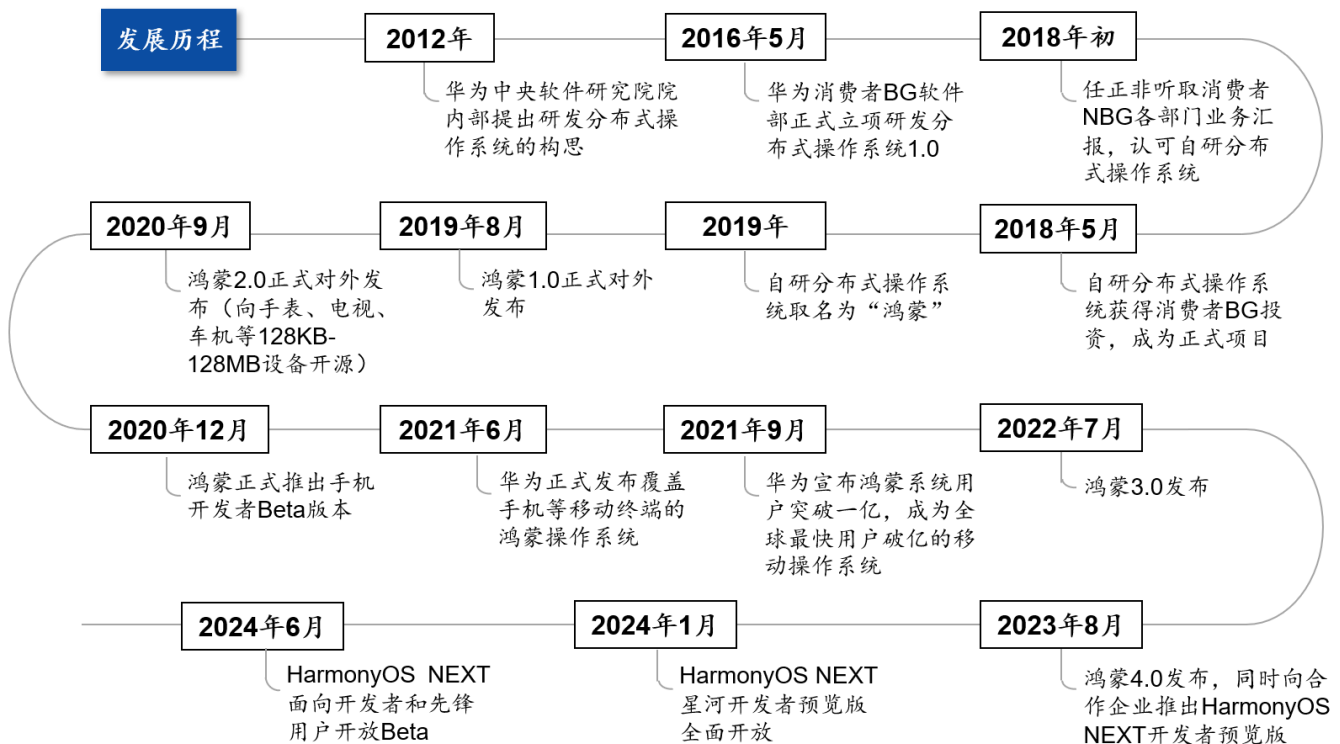 发展历程
2012年
华为中央软件研究院院
内部提出研发分布式操
作系统的构思
2016年5月
华为消费者BG软件
部正式立项研发分
布式操作系统1.0
2018年初
任正非听取消费者
NBG各部门业务汇
报，认可自研分布
式操作系统
2018年5月
自研分布式操作系
统获得消费者BG投
资，成为正式项目
2019年
自研分布式操作系
统取名为“鸿蒙”
2019年8月
鸿蒙1.0正式对外
发布
2020年9月
鸿蒙2.0正式对外发
布（向手表、电视、
车机等128KB-
128MB设备开源）
2020年12月
鸿蒙正式推出手机
开发者Beta版本
2021年6月
华为正式发布覆盖
手机等移动终端的
鸿蒙操作系统
2021年9月
华为宣布鸿蒙系统用
户突破一亿，成为全
球最快用户破亿的移
动操作系统
2022年7月
鸿蒙3.0发布
2023年8月
鸿蒙4.0发布，同时向合
作企业推出HarmonyOS
NEXT开发者预览版
2024年1月
HarmonyOS NEXT
星河开发者预览版
全面开放
2024年6月
HarmonyOS  NEXT
面向开发者和先锋
用户开放Beta